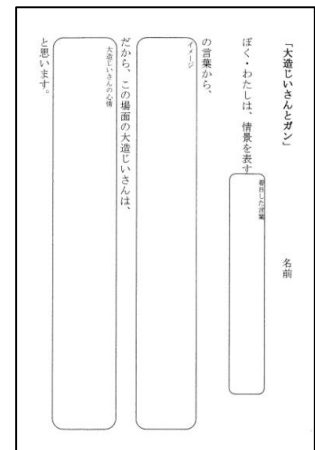 「大造じいさんとガン」
名前
ぼく・わたしは、情景を表す
着目した言葉
の言葉から、
イメージ
だから、この場面の大造じいさんは、
大造じいさんの心情
と思います。